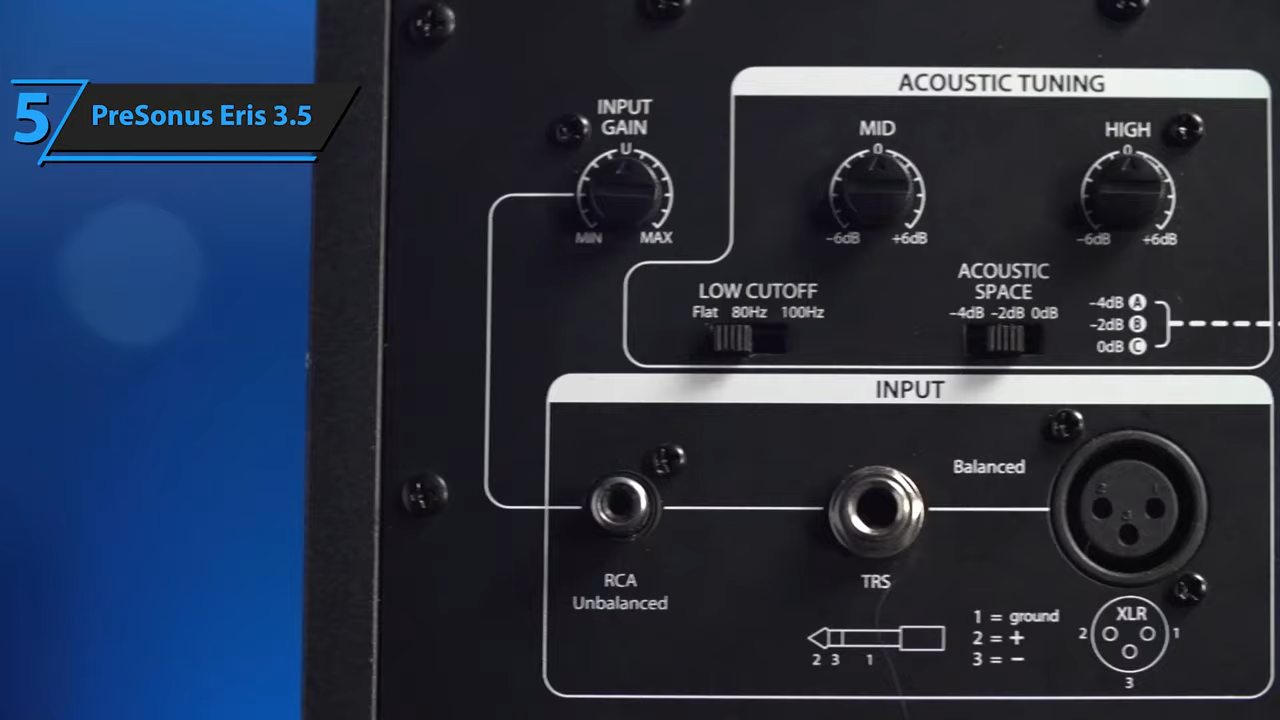 5
PreSonus Eris 3.5
INPUT
GAIN
U
MIN MAX
ACOUSTIC TUNING
MID
0
-6dB +6dB
HIGH
0
-6dB +6dB
LOW CUTOFF
Flat 80Hz 100Hz
ACOUSTIC
SPACE
-4dB -2dB 0dB
-4dB A
-2dB B
0dB C
INPUT
Balanced
2 1
3
RCA
Unbalanced
TRS
2 3 1
1 = ground
2 = +
3 = −
XLR
2 1
3